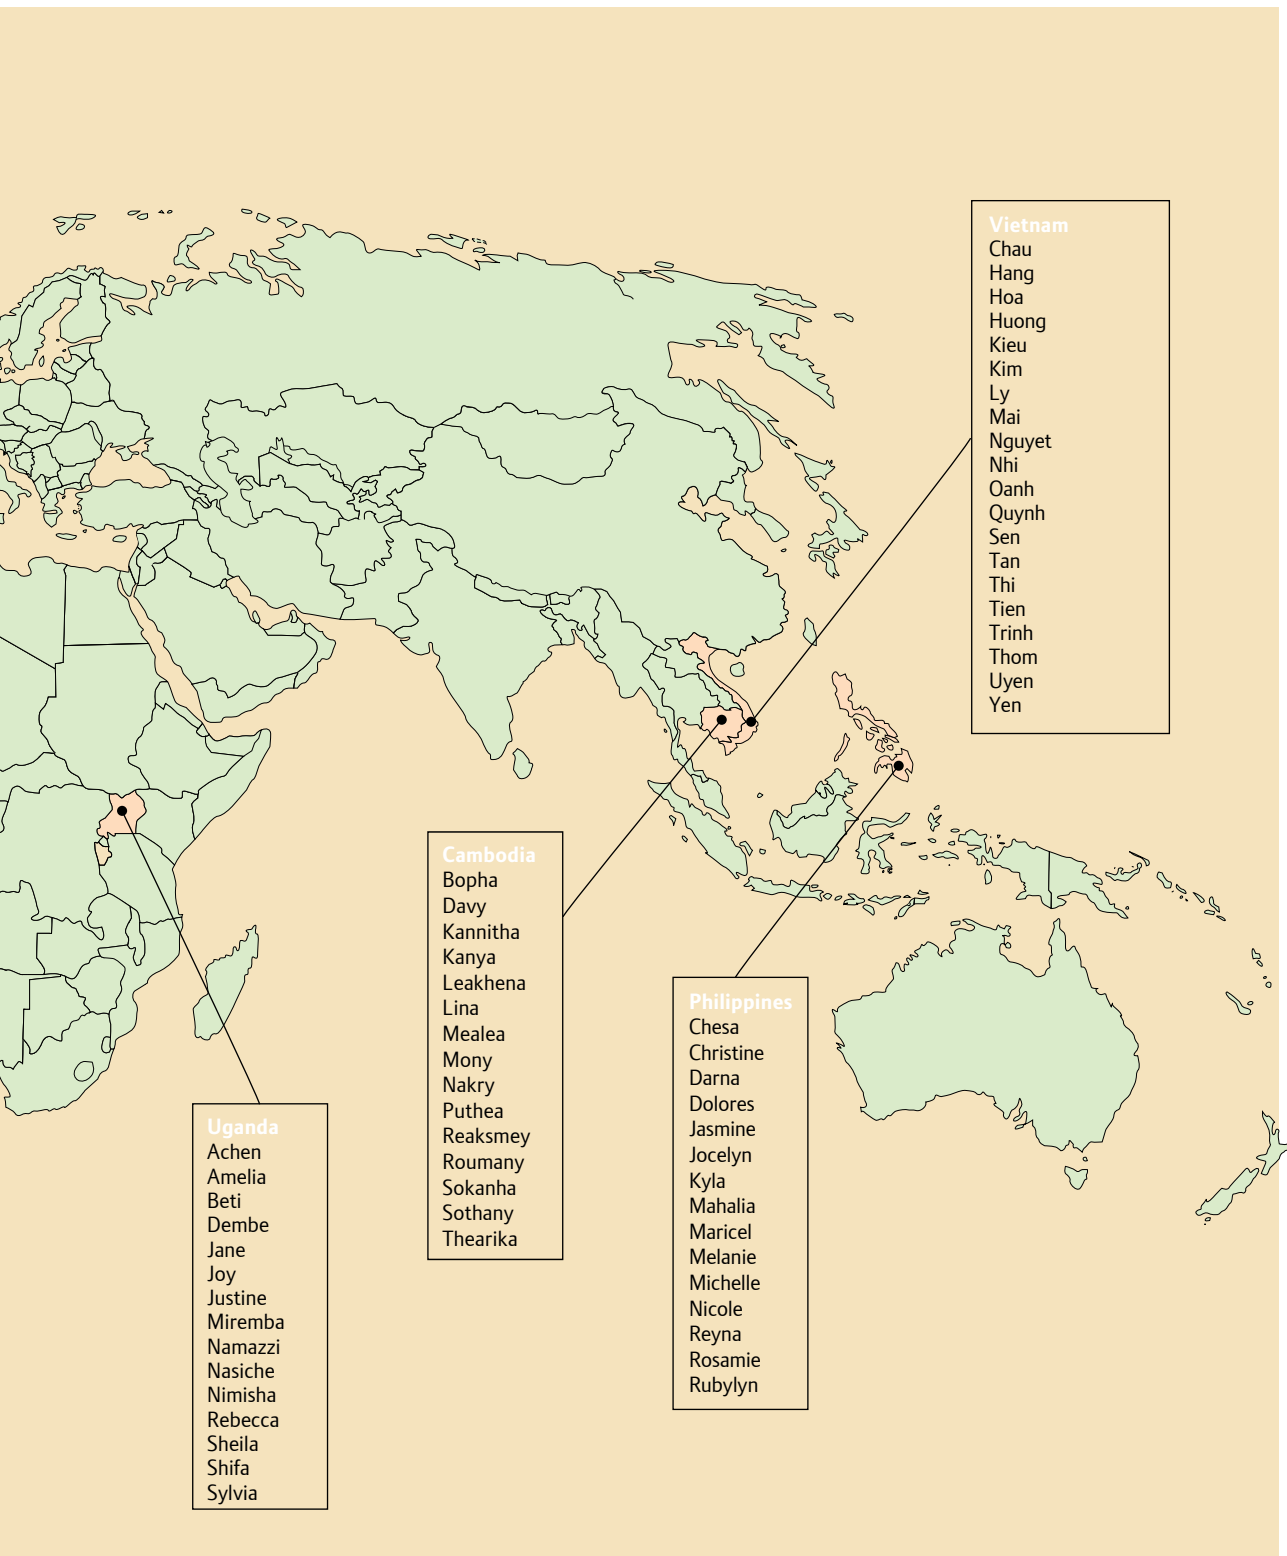 Vietnam
Chau
Hang
Hoa
Huong
Kieu
Kim
Ly
Mai
Nguyet
Nhi
Oanh
Quynh
Sen
Tan
Thi
Tien
Trinh
Thom
Uyen
Yen
Cambodia
Bopha
Davy
Kannitha
Kanya
Leakhena
Lina
Mealea
Mony
Nakry
Puthea
Reaksmey
Roumany
Sokanha
Sothany
Thearika
Philippines
Chesa
Christine
Darna
Dolores
Jasmine
Jocelyn
Kyla
Mahalia
Maricel
Melanie
Michelle
Nicole
Reyna
Rosamie
Rubylyn
Uganda
Achen
Amelia
Beti
Dembe
Jane
Joy
Justine
Miremba
Namazzi
Nasiche
Nimisha
Rebecca
Sheila
Shifa
Sylvia